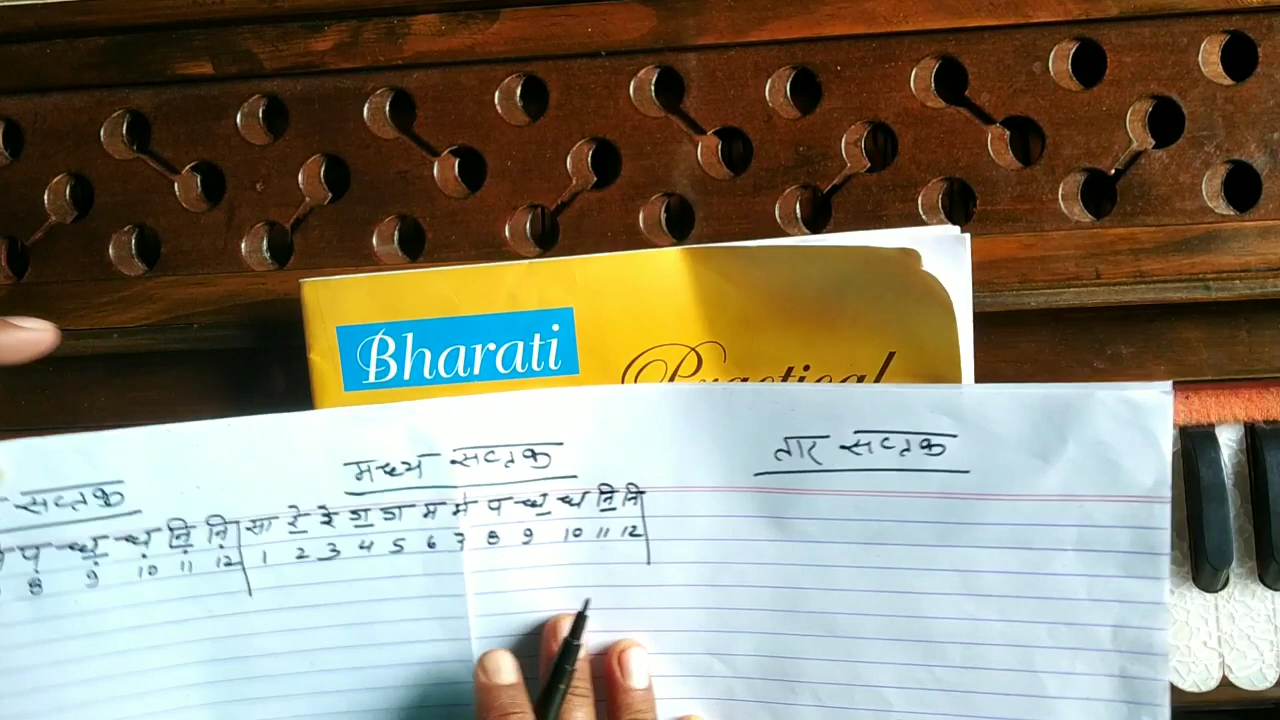 Bharati
Practical
मध्य सप्तक
तार सप्तक
सप्तक
प़ ध़॒ ध़ नि़॒ नि़ | सा रे॒ रे ग॒ ग म मे प ध॒ ध नि॒ नि |
8 9 10 11 12 | 1 2 3 4 5 6 7 8 9 10 11 12